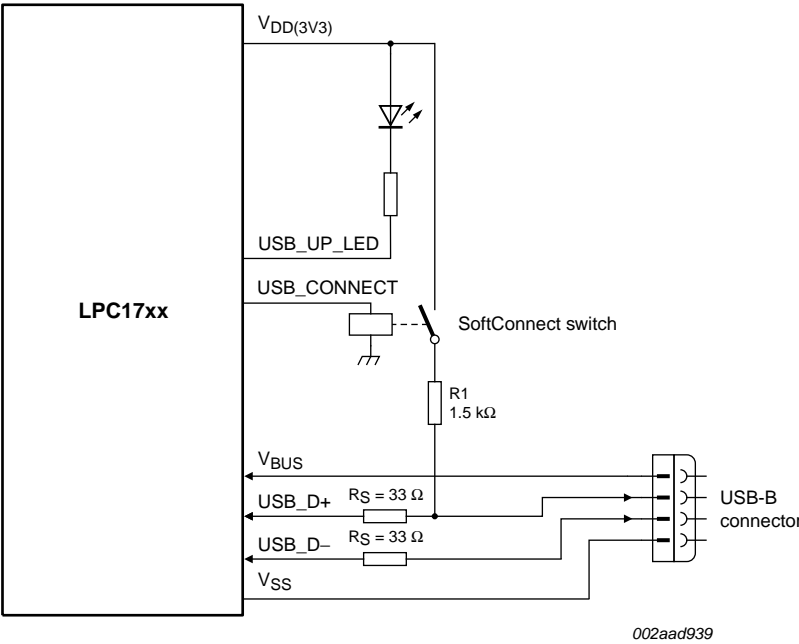 VDD(3V3)
USB_UP_LED
USB_CONNECT
LPC17xx
SoftConnect switch
R1
1.5 kΩ
VBUS
USB_D+
RS = 33 Ω
USB-B
connector
USB_D−
RS = 33 Ω
VSS
002aad939